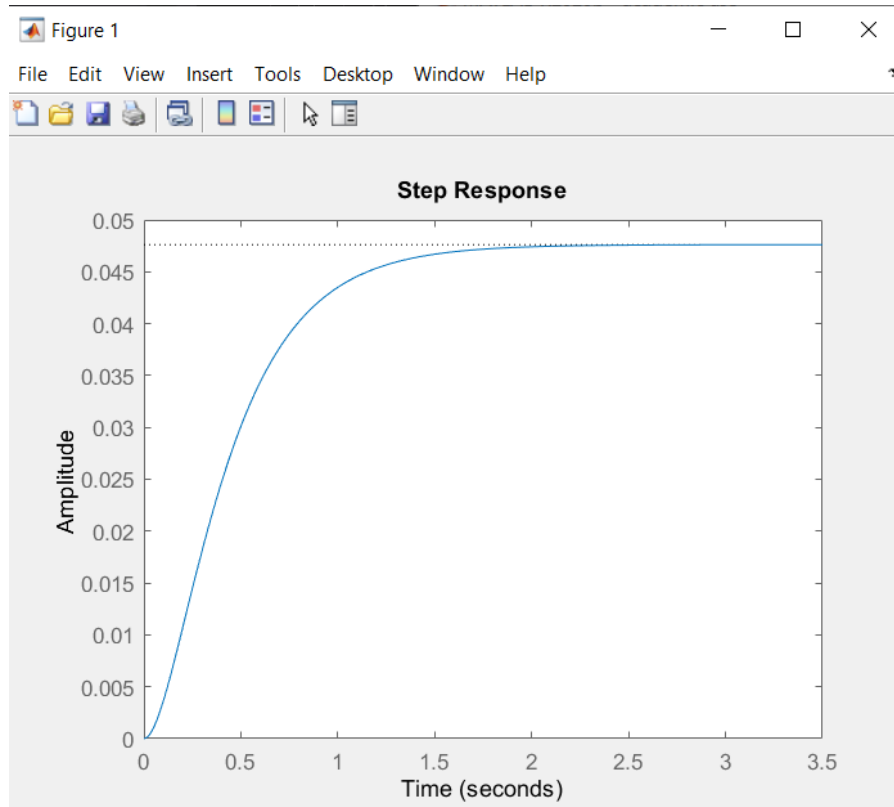 Figure 1
File Edit View Insert Tools Desktop Window Help
Step Response
0.05
0.045
0.04
0.035
0.03
0.025
0.02
0.015
0.01
0.005
0
Amplitude
0 0.5 1 1.5 2 2.5 3 3.5
Time (seconds)